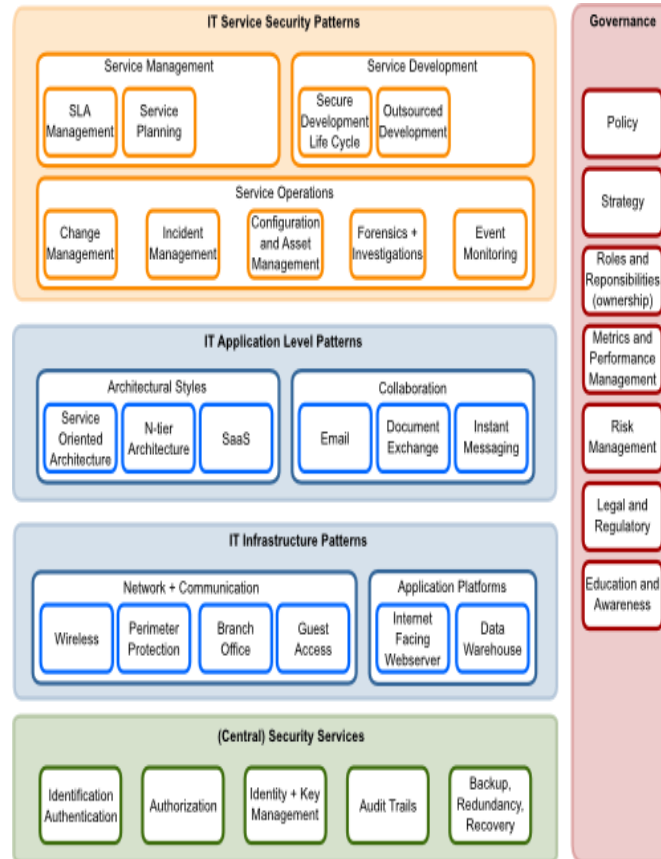 IT Service Security Patterns
Service Management
SLA
Management
Service
Planning
Service Development
Secure
Development
Life Cycle
Outsourced
Development
Service Operations
Change
Management
Incident
Management
Configuration
and Asset
Management
Forensics +
Investigations
Event
Monitoring
IT Application Level Patterns
Architectural Styles
Service
Oriented
Architecture
N-tier
Architecture
SaaS
Collaboration
Email
Document
Exchange
Instant
Messaging
IT Infrastructure Patterns
Network + Communication
Wireless
Perimeter
Protection
Branch
Office
Guest
Access
Application Platforms
Internet
Facing
Webserver
Data
Warehouse
(Central) Security Services
Identification
Authentication
Authorization
Identity + Key
Management
Audit Trails
Backup,
Redundancy,
Recovery
Governance
Policy
Strategy
Roles and
Reponsibilities
(ownership)
Metrics and
Performance
Management
Risk
Management
Legal and
Regulatory
Education and
Awareness